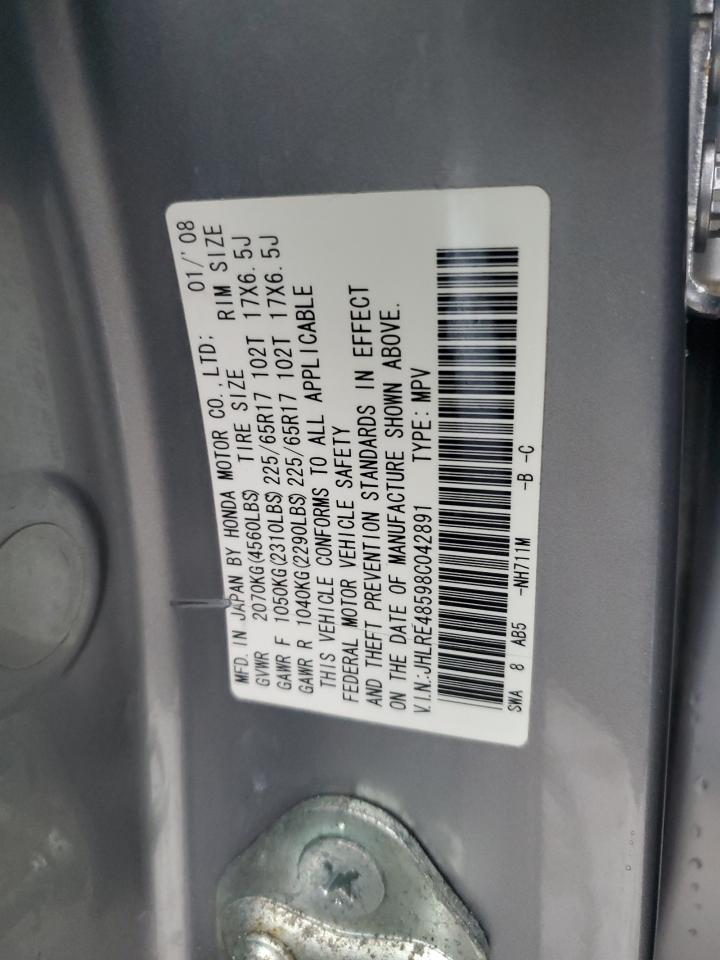 MFD. IN JAPAN BY HONDA MOTOR CO.,LTD; 01/'08
GVWR 2070KG(4560LBS) TIRE SIZE RIM SIZE
GAWR F 1050KG(2310LBS) 225/65R17 102T 17X6.5J
GAWR R 1040KG(2290LBS) 225/65R17 102T 17X6.5J
THIS VEHICLE CONFORMS TO ALL APPLICABLE
FEDERAL MOTOR VEHICLE SAFETY
AND THEFT PREVENTION STANDARDS IN EFFECT
ON THE DATE OF MANUFACTURE SHOWN ABOVE.
V.I.N.:JHLRE48598C042891 TYPE: MPV
SWA 8 AB5 -NH711M -B -C